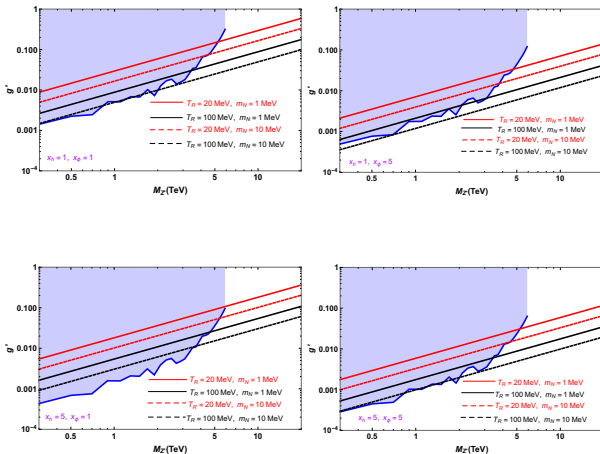 1
0.100
0.010
0.001
10⁻⁴
g'
0.5
1
5
10
M_Z'(TeV)
T_R = 20 MeV, m_N = 1 MeV
T_R = 100 MeV, m_N = 1 MeV
T_R = 20 MeV, m_N = 10 MeV
T_R = 100 MeV, m_N = 10 MeV
x_h = 1, x_ϕ = 1
1
0.100
0.010
0.001
10⁻⁴
g'
0.5
1
5
10
M_Z'(TeV)
T_R = 20 MeV, m_N = 1 MeV
T_R = 100 MeV, m_N = 1 MeV
T_R = 20 MeV, m_N = 10 MeV
T_R = 100 MeV, m_N = 10 MeV
x_h = 1, x_ϕ = 5
1
0.100
0.010
0.001
10⁻⁴
g'
0.5
1
5
10
M_Z'(TeV)
T_R = 20 MeV, m_N = 1 MeV
T_R = 100 MeV, m_N = 1 MeV
T_R = 20 MeV, m_N = 10 MeV
T_R = 100 MeV, m_N = 10 MeV
x_h = 5, x_ϕ = 1
1
0.100
0.010
0.001
10⁻⁴
g'
0.5
1
5
10
M_Z'(TeV)
T_R = 20 MeV, m_N = 1 MeV
T_R = 100 MeV, m_N = 1 MeV
T_R = 20 MeV, m_N = 10 MeV
T_R = 100 MeV, m_N = 10 MeV
x_h = 5, x_ϕ = 5